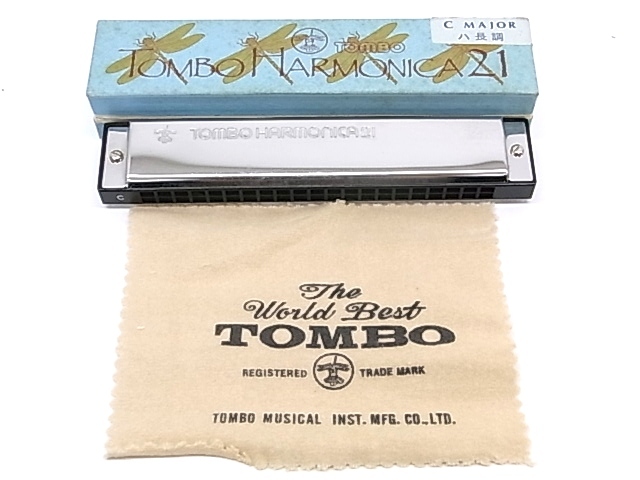 C MAJOR
ハ長調
TOMBO
TOMBO HARMONICA 21
TOMBO HARMONICA 21
C
The
World Best
TOMBO
REGISTERED TRADE MARK
TOMBO MUSICAL INST. MFG. CO.,LTD.